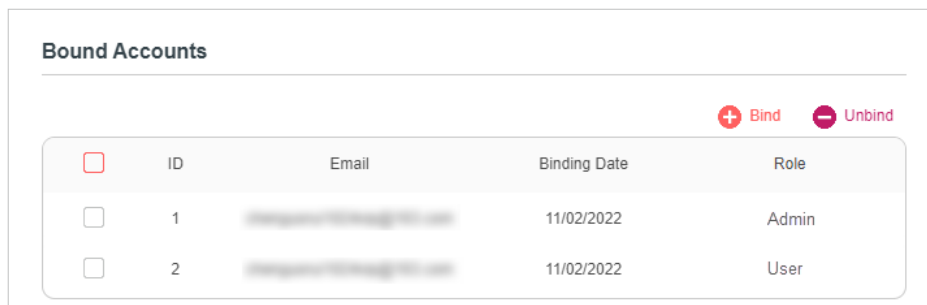 Bound Accounts
Bind Unbind
ID Email Binding Date Role
1 11/02/2022 Admin
2 11/02/2022 User